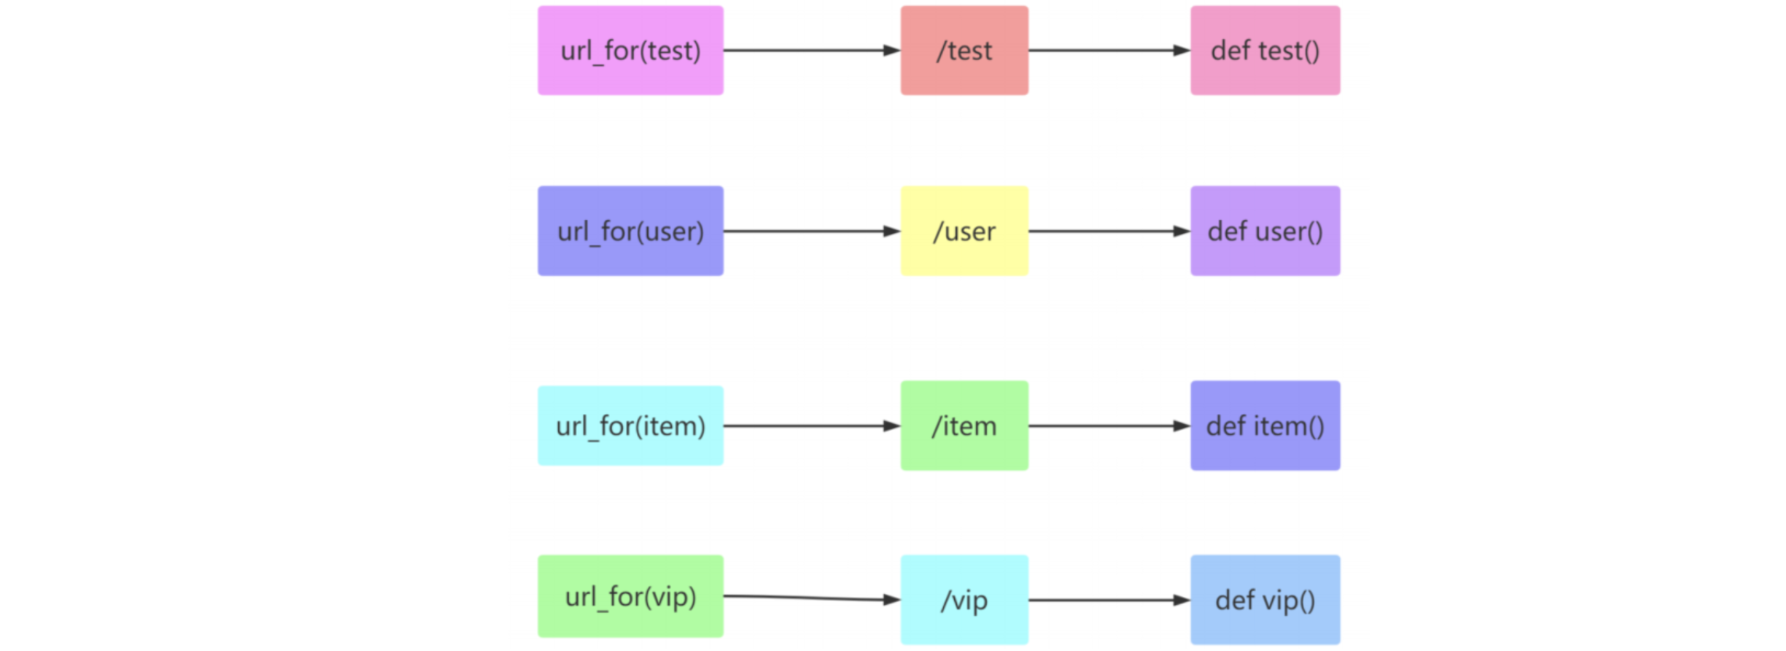 url_for(test)
/test
def test()
url_for(user)
/user
def user()
url_for(item)
/item
def item()
url_for(vip)
/vip
def vip()